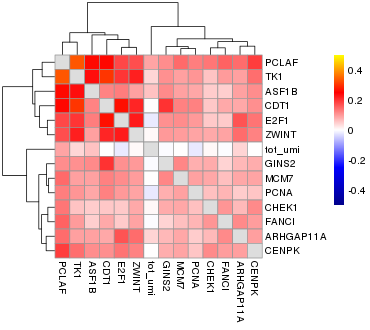 PCLAF
TK1
ASF1B
CDT1
E2F1
ZWINT
tot_umi
GINS2
MCM7
PCNA
CHEK1
FANCI
ARHGAP11A
CENPK
0.4
0.2
0
-0.2
-0.4
PCLAF
TK1
ASF1B
CDT1
E2F1
ZWINT
tot_umi
GINS2
MCM7
PCNA
CHEK1
FANCI
ARHGAP11A
CENPK